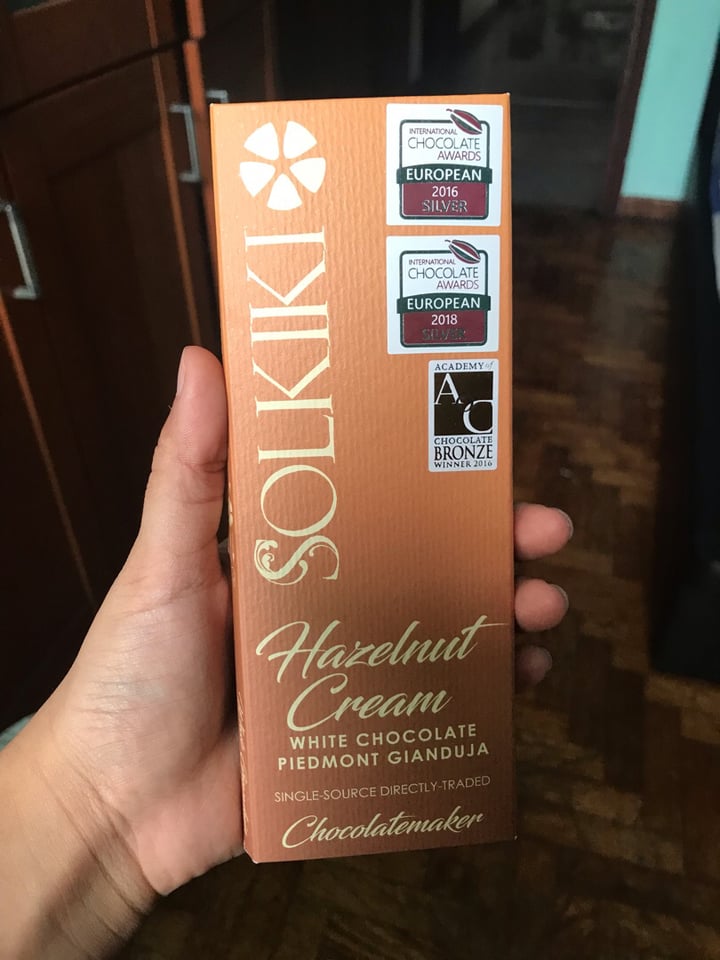 SOLKIKI
INTERNATIONAL
CHOCOLATE
AWARDS
EUROPEAN
2016
SILVER
INTERNATIONAL
CHOCOLATE
AWARDS
EUROPEAN
2018
SILVER
ACADEMY of
A
C
CHOCOLATE
BRONZE
WINNER 2016
Hazelnut
Cream
WHITE CHOCOLATE
PIEDMONT GIANDUJA
SINGLE-SOURCE DIRECTLY-TRADED
Chocolatemaker